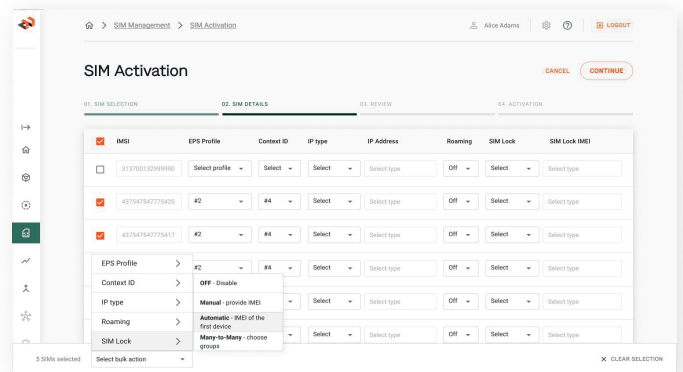 SIM Management > SIM Activation
Alice Adams
LOGOUT
SIM Activation
CANCEL
CONTINUE
01. SIM SELECTION
02. SIM DETAILS
03. REVIEW
04. ACTIVATION
IMSI EPS Profile Context ID IP type IP Address Roaming SIM Lock SIM Lock IMEI
313700132999990 Select profile Select Select Select type Off Select Select type
437547547775420 #2 #4 Select Select type Off Select Select type
437547547775417 #2 #4 Select Select type Off Select Select type
#2 #4 Select Select type Off Select Select type
Select type Off Select Select type
Select Select type Off Select Select type
EPS Profile
Context ID
IP type
Roaming
SIM Lock
OFF - Disable
Manual - provide IMEI
Automatic - IMEI of the
first device
Many-to-Many - choose
groups
5 SIMs selected
Select bulk action
CLEAR SELECTION